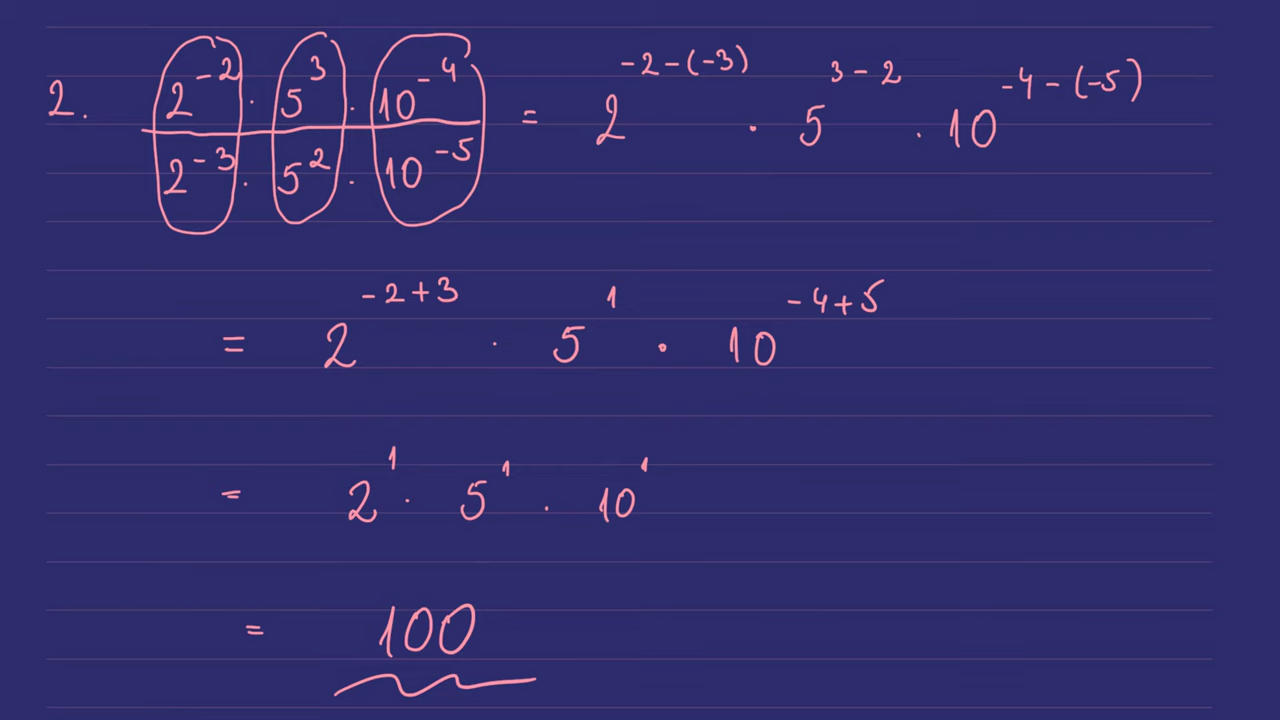 2. 2^-2 · 5^3 · 10^-4 / 2^-3 · 5^2 · 10^-5 = 2^-2-(-3) · 5^3-2 · 10^-4-(-5)
= 2^-2+3 · 5^1 · 10^-4+5
= 2^1 · 5^1 · 10^1
= 100